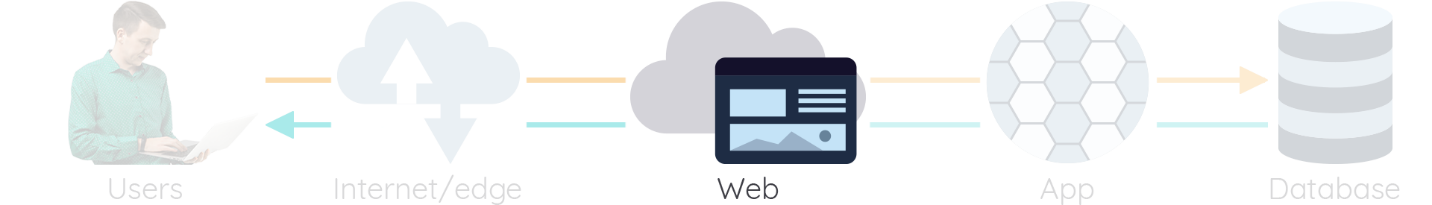 Users
Internet/edge
Web
App
Database